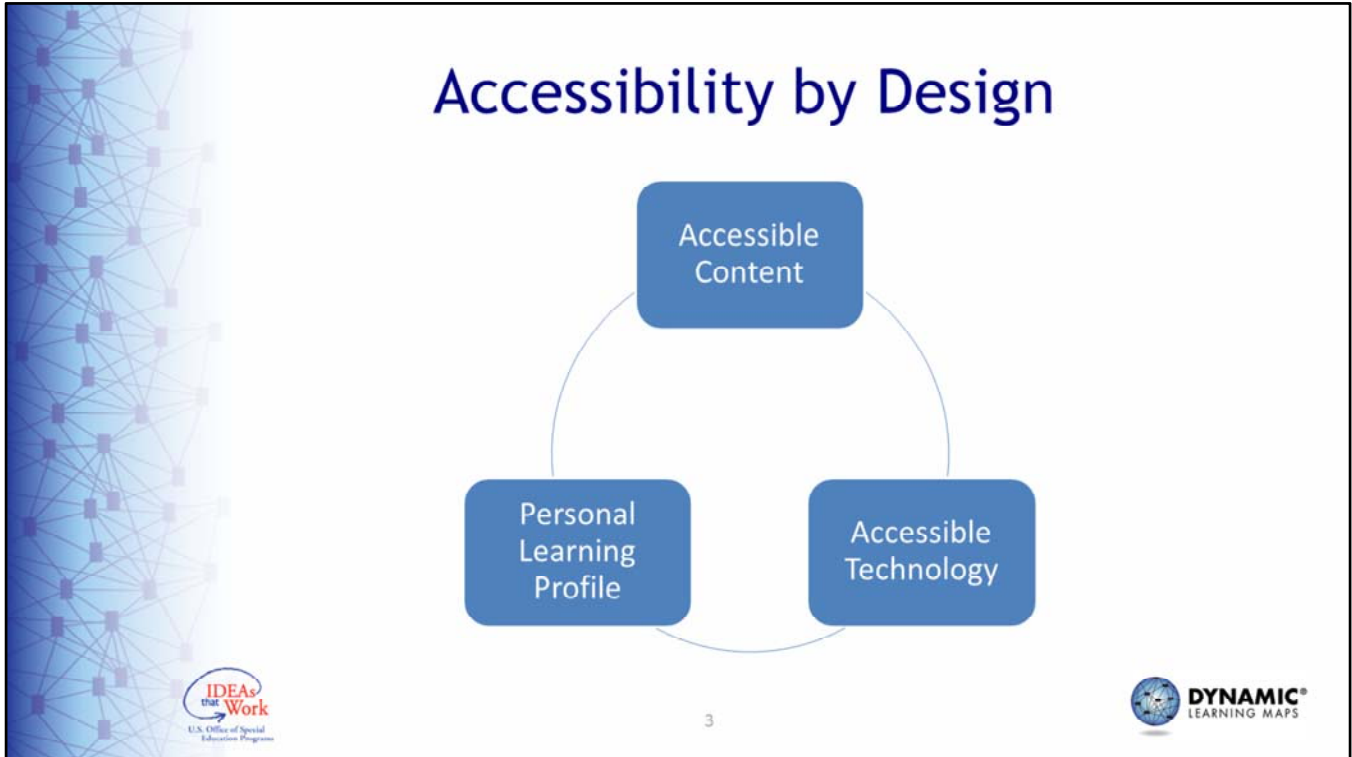 Accessibility by Design
Accessible
Content
Personal
Learning
Profile
Accessible
Technology
IDEAs
that Work
U.S. Office of Special
Education Programs
3
DYNAMIC®
LEARNING MAPS